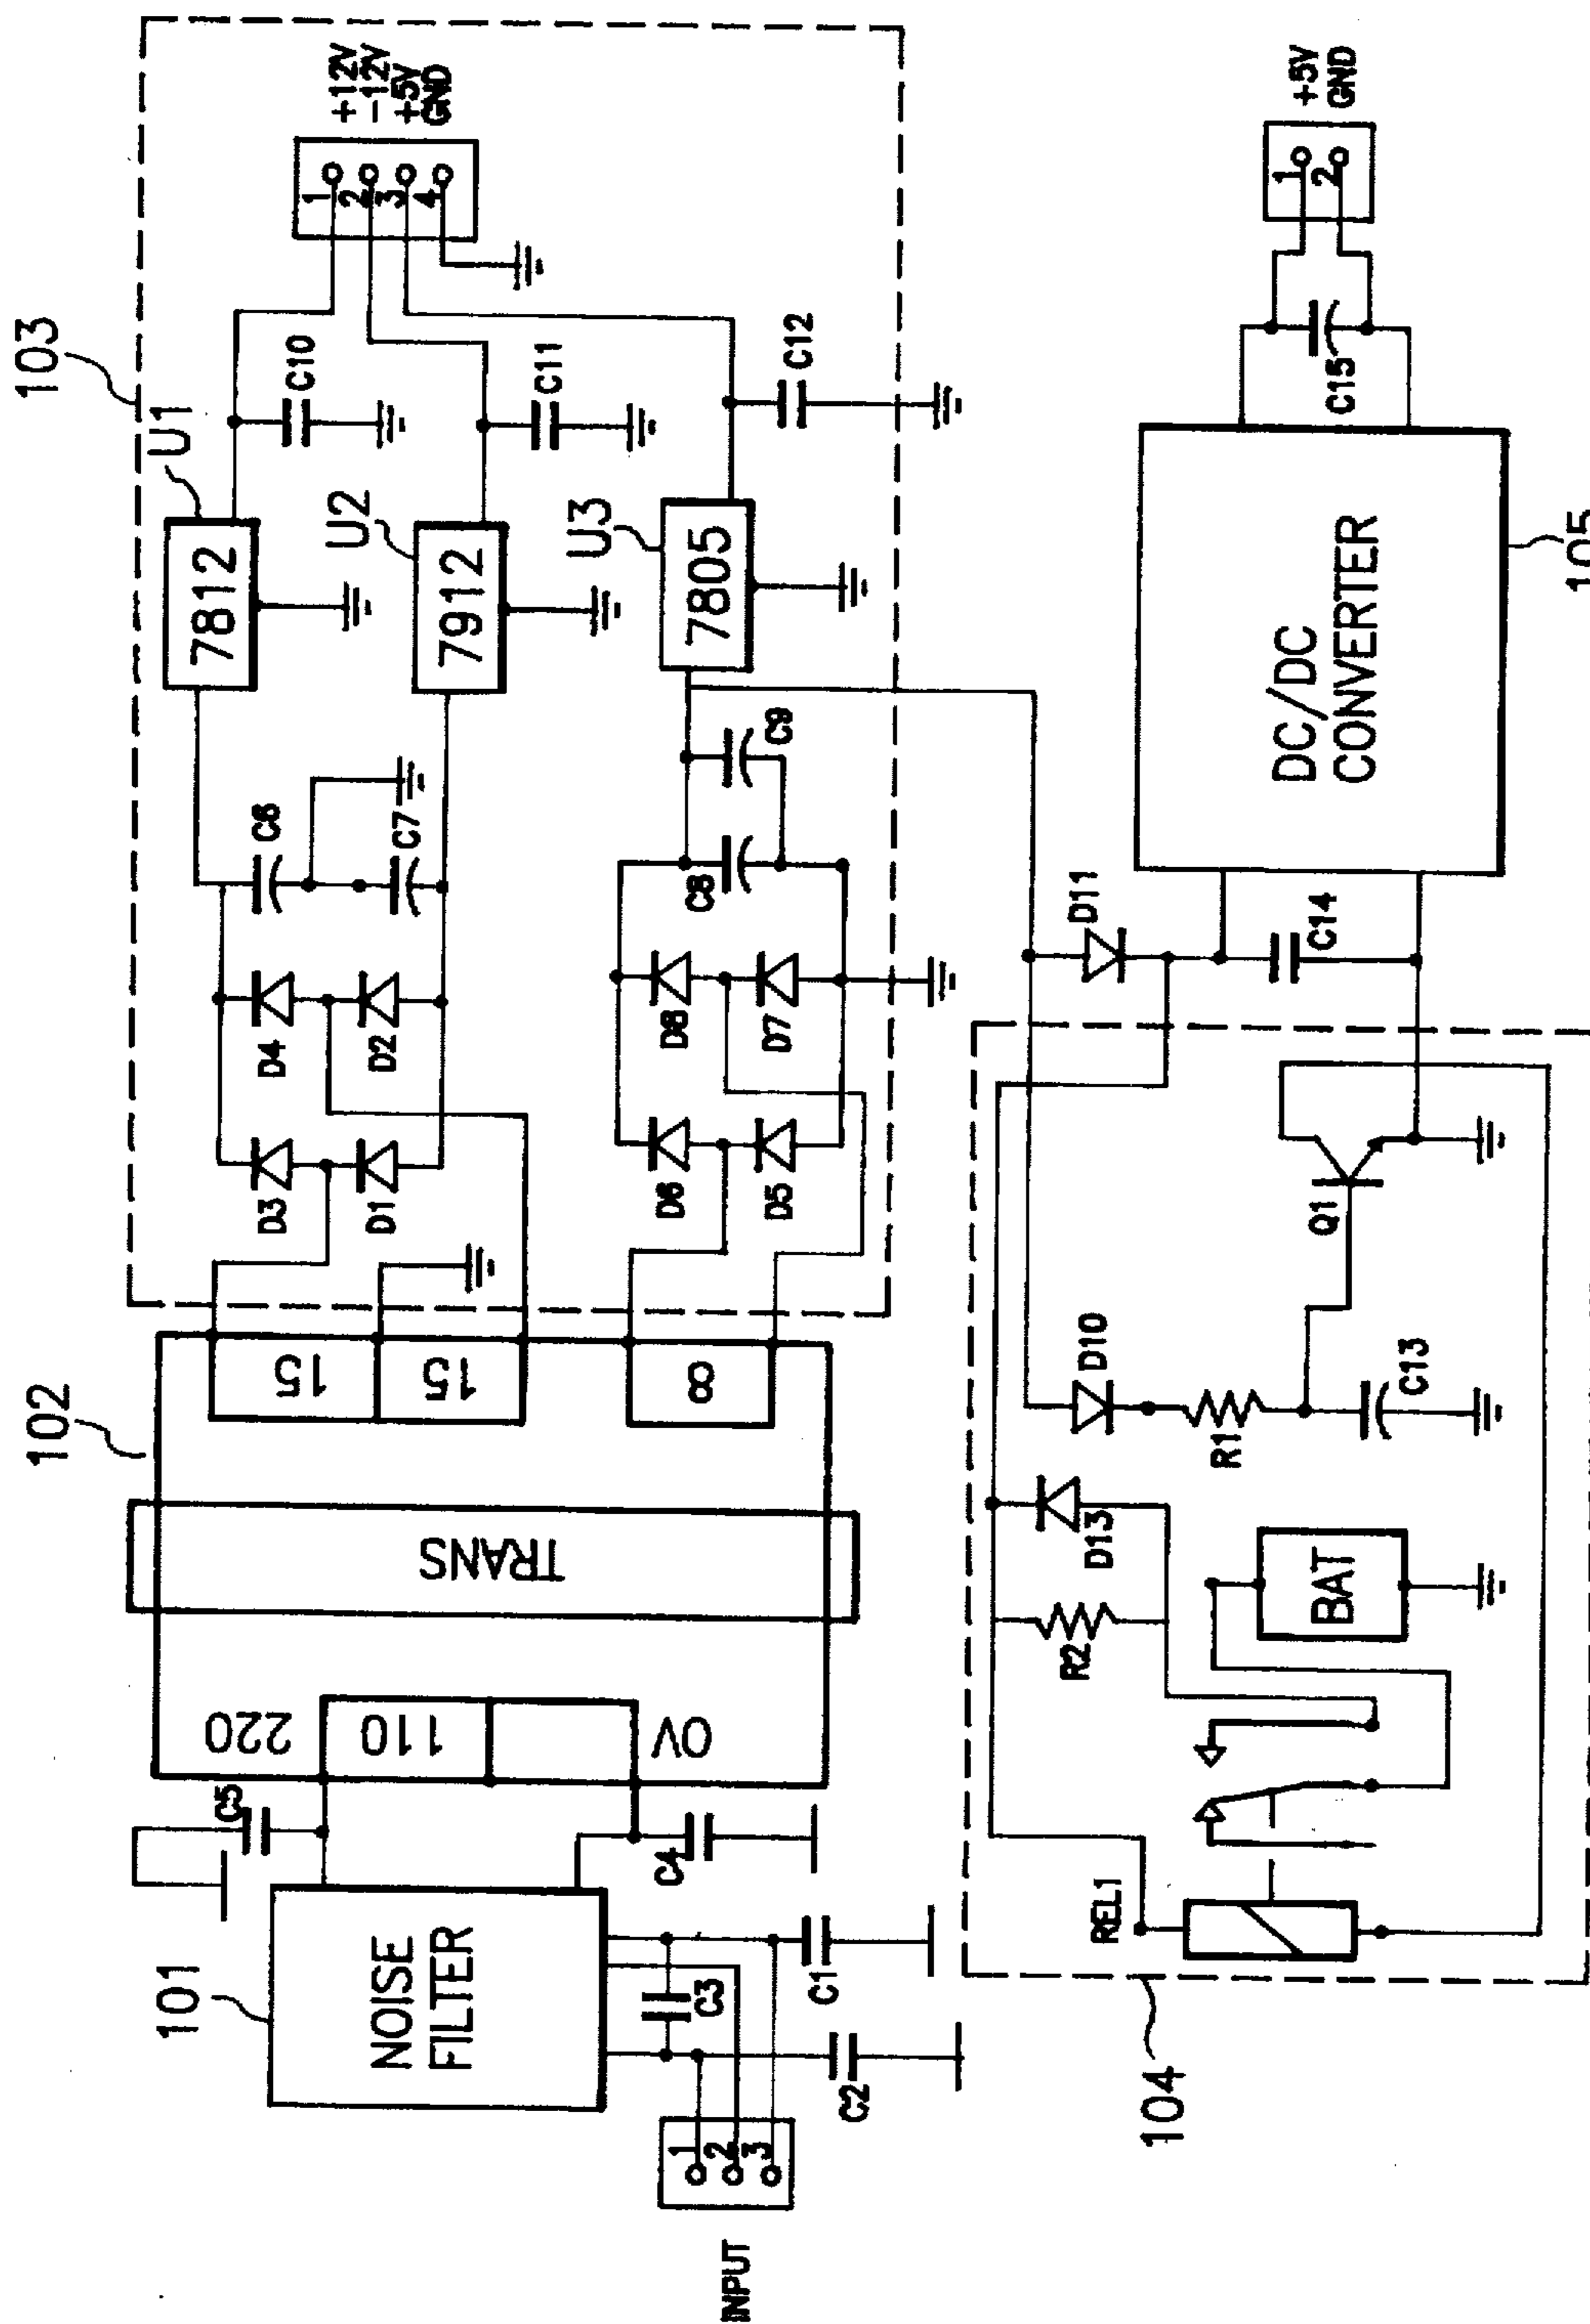 103
+12V
-12V
+5V
GND
1
2
3
4
U1
7812
C10
U2
7912
C11
U3
7805
C12
C6
C7
C9
C8
D4
D2
D3
D1
D8
D7
D6
D5
102
15
15
8
TRANS
220
110
0V
C5
C4
101
NOISE
FILTER
C3
C1
C2
1
2
3
INPUT
+5V
GND
1
2
C15
DC/DC
CONVERTER
105
D11
C14
Q1
D10
R1
C13
D13
R2
BAT
REL1
104